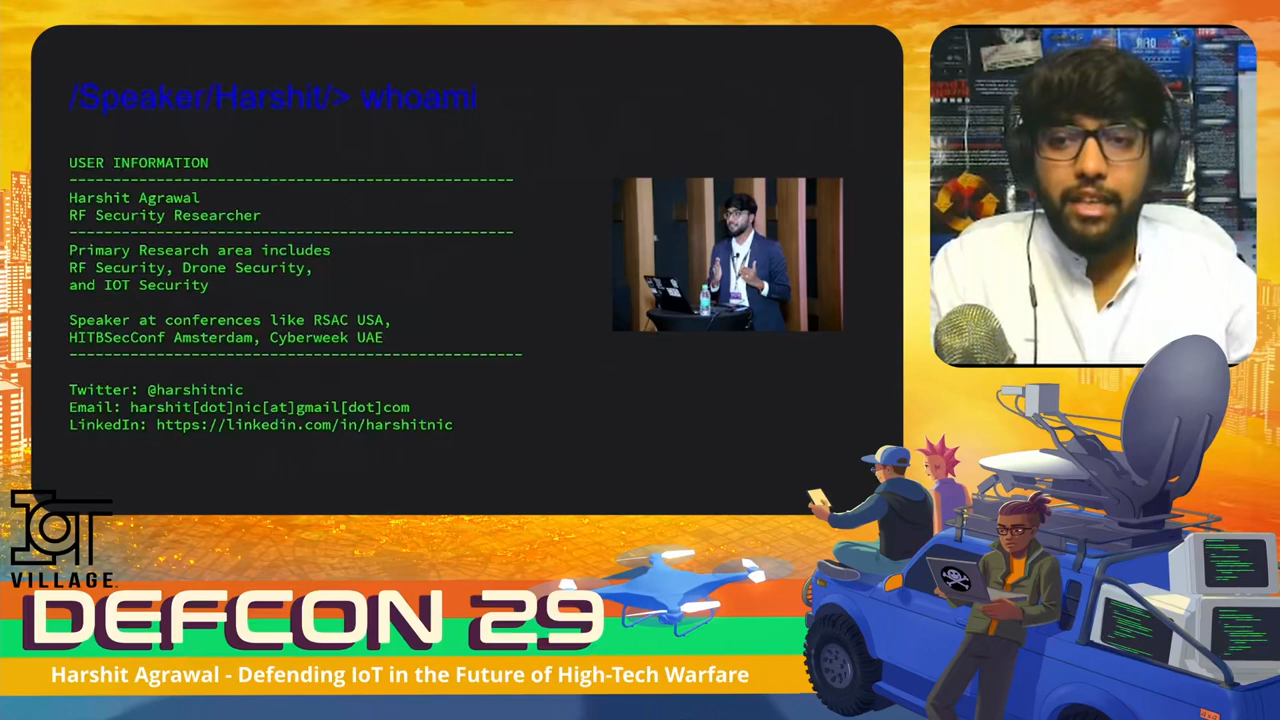 /Speaker/Harshit/> whoami
USER INFORMATION
---------------------------------------------------
Harshit Agrawal
RF Security Researcher
---------------------------------------------------
Primary Research area includes
RF Security, Drone Security,
and IOT Security
Speaker at conferences like RSAC USA,
HITBSecConf Amsterdam, Cyberweek UAE
----------------------------------------------------
Twitter: @harshitnic
Email: harshit[dot]nic[at]gmail[dot]com
LinkedIn: https://linkedin.com/in/harshitnic
IOT
VILLAGE
DEFCON 29
Harshit Agrawal - Defending IoT in the Future of High-Tech Warfare